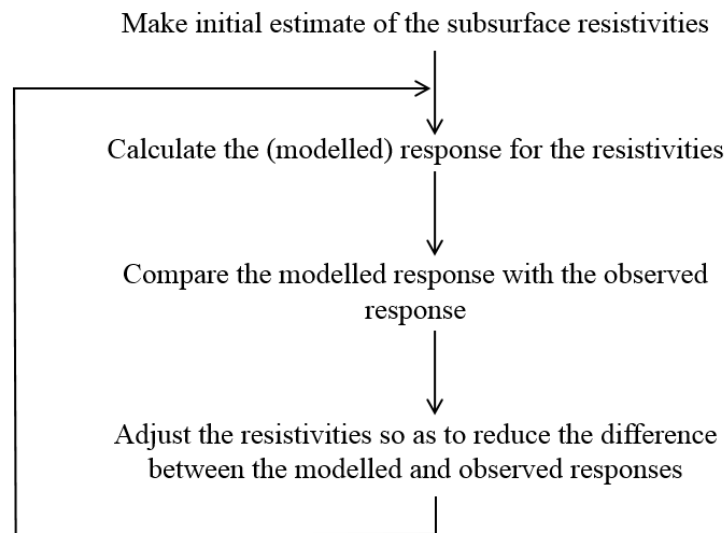 Make initial estimate of the subsurface resistivities
Calculate the (modelled) response for the resistivities
Compare the modelled response with the observed
response
Adjust the resistivities so as to reduce the difference
between the modelled and observed responses